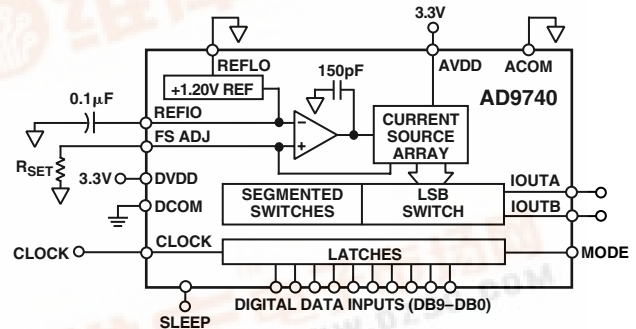 3.3V
REFLO
150pF
AVDD
ACOM
+1.20V REF
AD9740
0.1μF
REFIO
CURRENT
SOURCE
ARRAY
FS ADJ
RSET
3.3V
DVDD
DCOM
SEGMENTED
SWITCHES
LSB
SWITCH
IOUTA
IOUTB
CLOCK
CLOCK
LATCHES
MODE
DIGITAL DATA INPUTS (DB9–DB0)
SLEEP